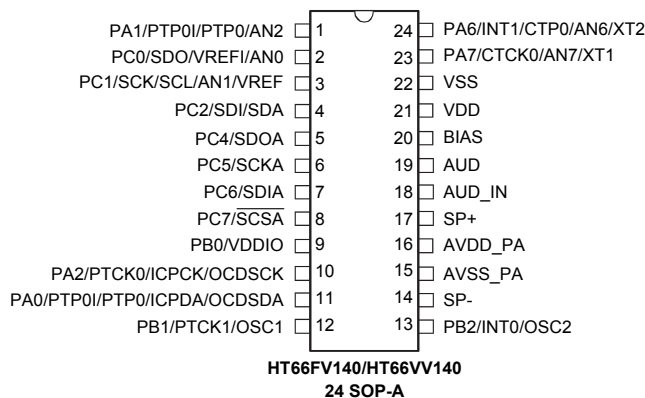 PA1/PTP0I/PTP0/AN2 1 24 PA6/INT1/CTP0/AN6/XT2
PC0/SDO/VREFI/AN0 2 23 PA7/CTCK0/AN7/XT1
PC1/SCK/SCL/AN1/VREF 3 22 VSS
PC2/SDI/SDA 4 21 VDD
PC4/SDOA 5 20 BIAS
PC5/SCKA 6 19 AUD
PC6/SDIA 7 18 AUD_IN
PC7/SCSA 8 17 SP+
PB0/VDDIO 9 16 AVDD_PA
PA2/PTCK0/ICPCK/OCDSCK 10 15 AVSS_PA
PA0/PTP0I/PTP0/ICPDA/OCDSDA 11 14 SP-
PB1/PTCK1/OSC1 12 13 PB2/INT0/OSC2
HT66FV140/HT66VV140
24 SOP-A